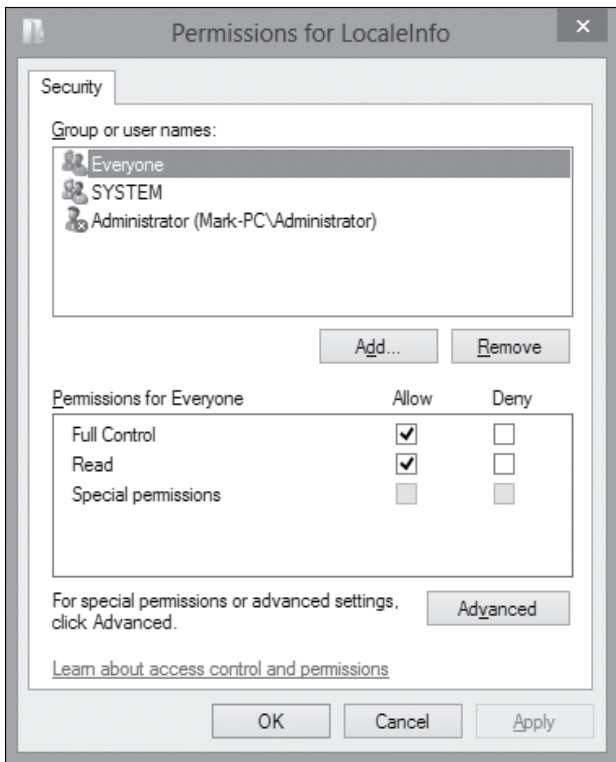 Permissions for LocaleInfo
Security
Group or user names:
Everyone
SYSTEM
Administrator (Mark-PC\Administrator)
Add...
Remove
Permissions for Everyone
Allow
Deny
Full Control
Read
Special permissions
For special permissions or advanced settings,
click Advanced.
Advanced
Learn about access control and permissions
OK
Cancel
Apply